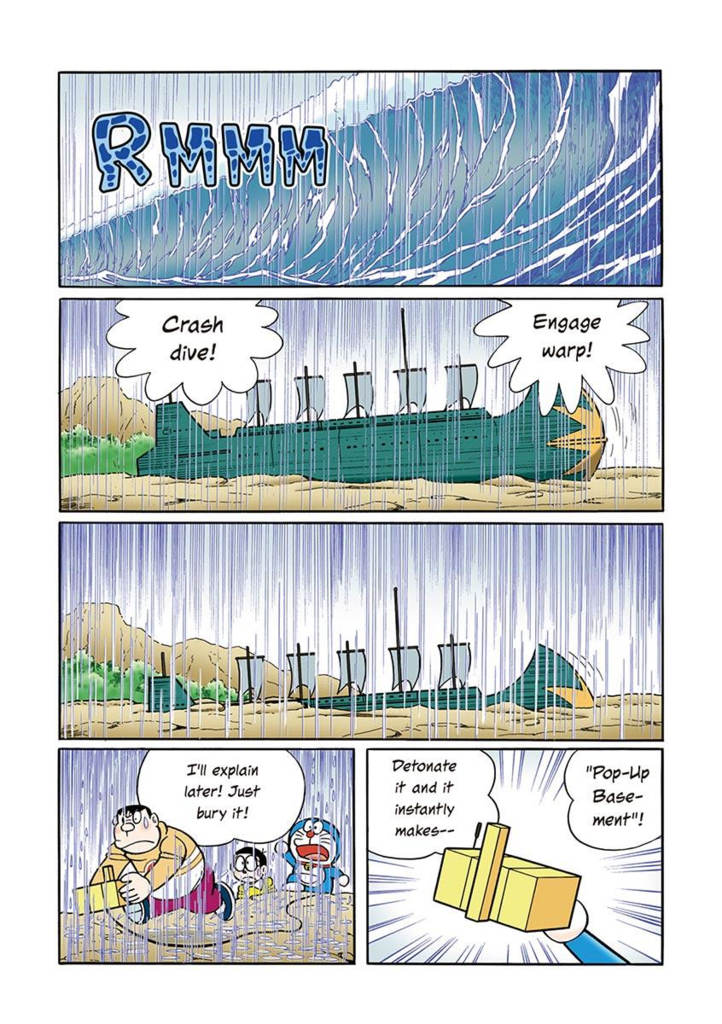 RMMM
Engage
warp!
Crash
dive!
"Pop-Up
Base-
ment"!
Detonate
it and it
instantly
makes--
I'll explain
later! Just
bury it!